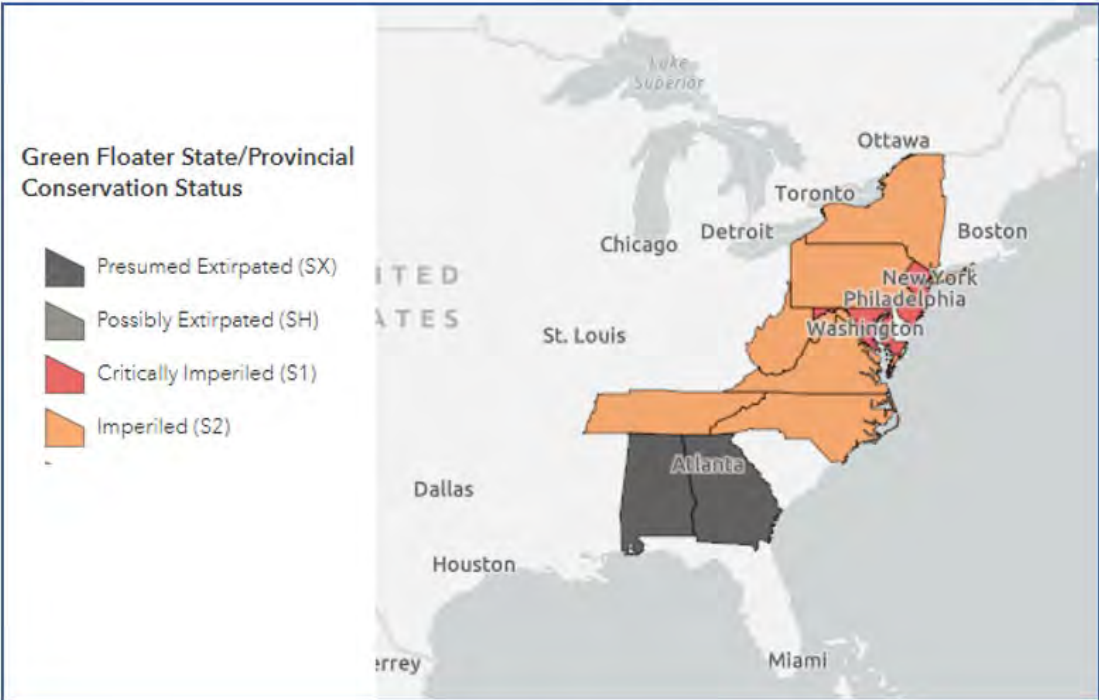 Green Floater State/Provincial
Conservation Status
Presumed Extirpated (SX)
Possibly Extirpated (SH)
Critically Imperiled (S1)
Imperiled (S2)
Lake
Superior
Ottawa
Toronto
Detroit
Boston
Chicago
ITED
New York
Philadelphia
ATES
Washington
St. Louis
Atlanta
Dallas
Houston
Miami
errey